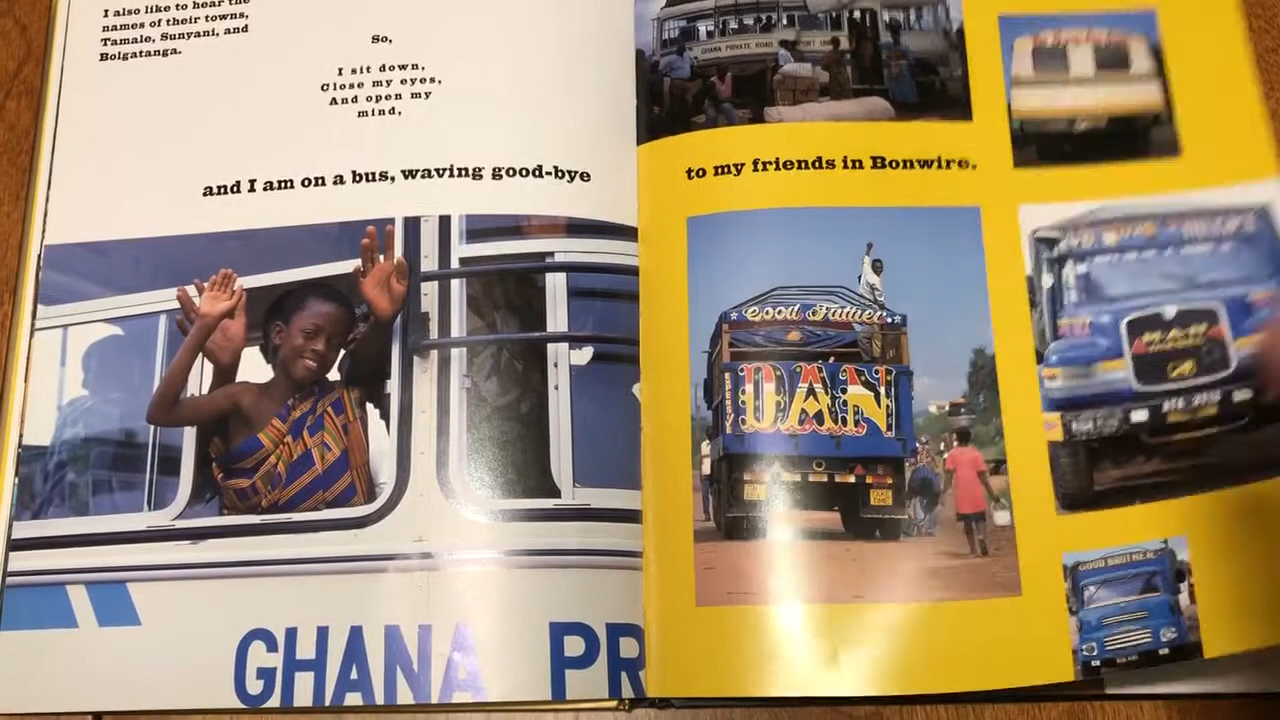 I also like to hear the
names of their towns,
Tamale, Sunyani, and
Bolgatanga.
So,
I sit down,
Close my eyes,
And open my
mind,
and I am on a bus, waving good-bye
GHANA PR
GHANA PRIVATE ROAD
to my friends in Bonwire.
Good Father
DAN
TAKE
TIME
M.A.N
GOOD BROTHER